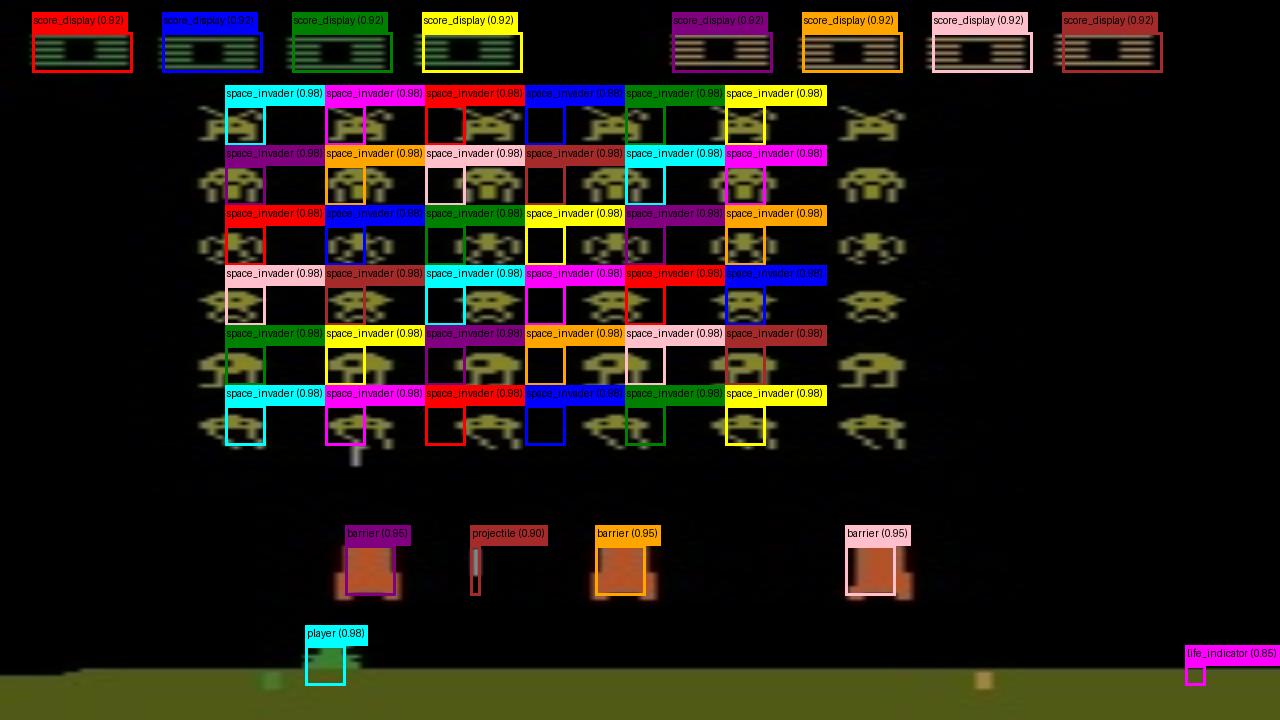 score_display (0.92) score_display (0.92) score_display (0.92) score_display (0.92) score_display (0.92) score_display (0.92) score_display (0.92) score_display (0.92)
space_invader (0.98) space_invader (0.98) space_invader (0.98) space_invader (0.98) space_invader (0.98) space_invader (0.98)
space_invader (0.98) space_invader (0.98) space_invader (0.98) space_invader (0.98) space_invader (0.98) space_invader (0.98)
space_invader (0.98) space_invader (0.98) space_invader (0.98) space_invader (0.98) space_invader (0.98) space_invader (0.98)
space_invader (0.98) space_invader (0.98) space_invader (0.98) space_invader (0.98) space_invader (0.98) space_invader (0.98)
space_invader (0.98) space_invader (0.98) space_invader (0.98) space_invader (0.98) space_invader (0.98) space_invader (0.98)
space_invader (0.98) space_invader (0.98) space_invader (0.98) space_invader (0.98) space_invader (0.98) space_invader (0.98)
barrier (0.95) projectile (0.90) barrier (0.95) barrier (0.95)
player (0.98)
life_indicator (0.85)